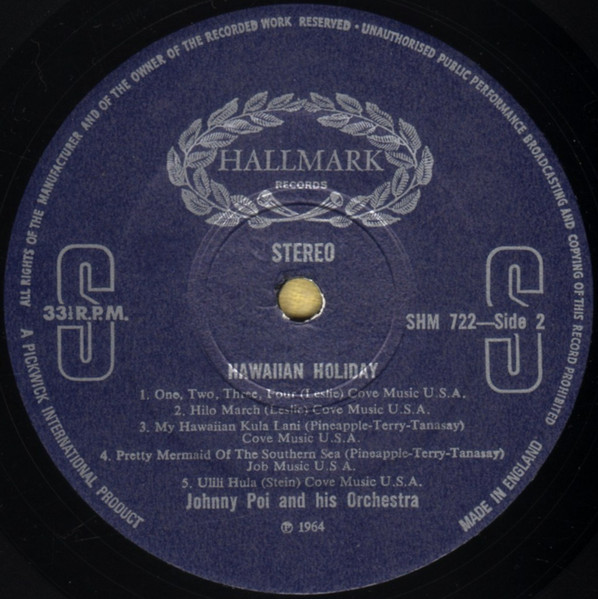 ALL RIGHTS OF THE MANUFACTURER AND OF THE OWNER OF THE RECORDED WORK RESERVED · UNAUTHORISED PUBLIC PERFORMANCE BROADCASTING AND COPYING OF THIS RECORD PROHIBITED
HALLMARK
RECORDS
STEREO
S S
33⅓ R.P.M.
SHM 722—Side 2
HAWAIIAN HOLIDAY
1. One, Two, Three, Four (Leslie) Cove Music U.S.A.
2. Hilo March (Leslie) Cove Music U.S.A.
3. My Hawaiian Kula Lani (Pineapple-Terry-Tanasay)
Cove Music U.S.A.
4. Pretty Mermaid Of The Southern Sea (Pineapple-Terry-Tanasay)
Job Music U.S.A.
5. Ulili Hula (Stein) Cove Music U.S.A.
Johnny Poi and his Orchestra
℗ 1964
A PICKWICK INTERNATIONAL PRODUCT
MADE IN ENGLAND